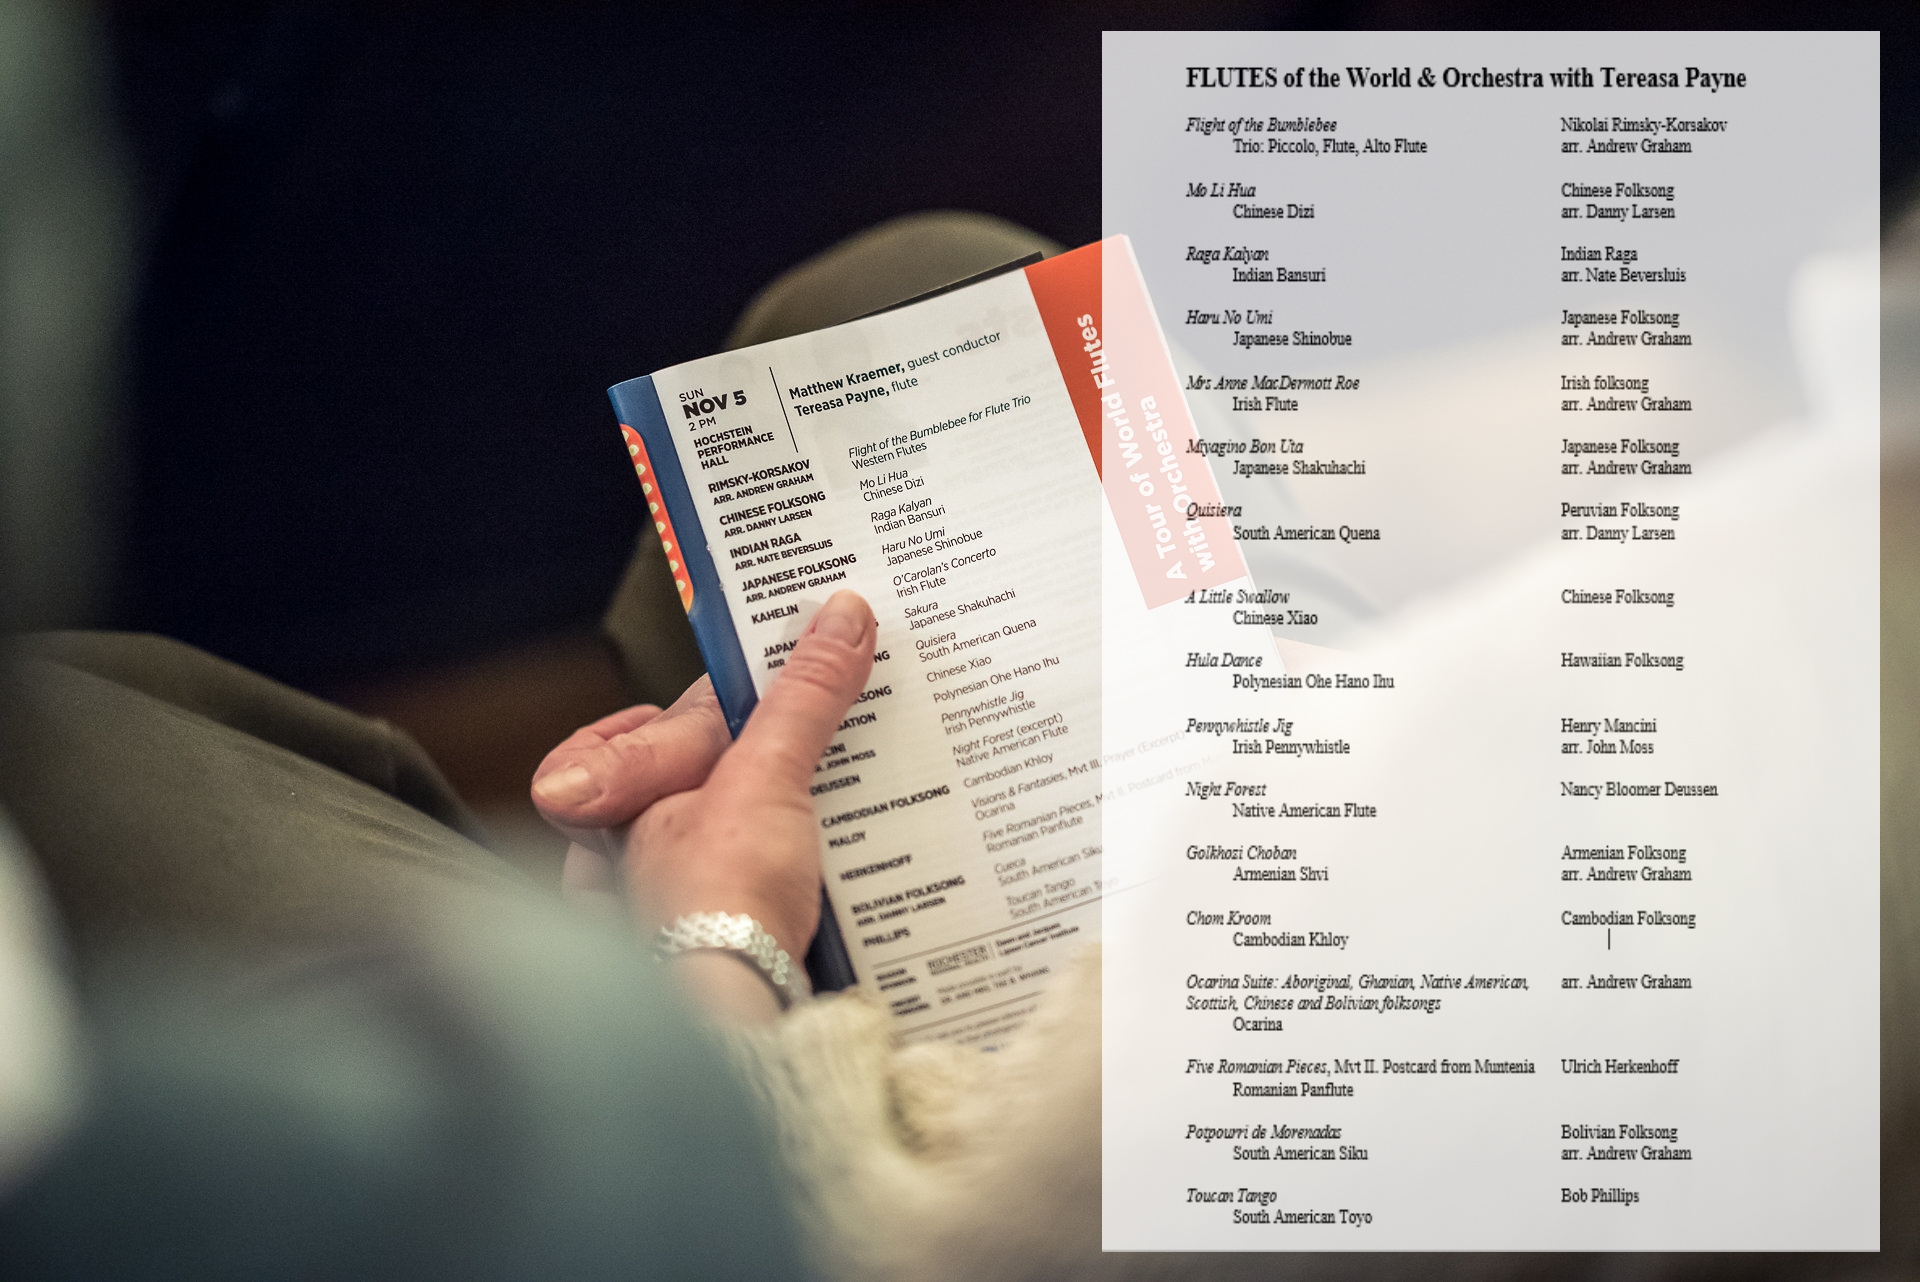 SUN
NOV 5
2 PM
HOCHSTEIN
PERFORMANCE
HALL
Matthew Kraemer, guest conductor
Tereasa Payne, flute
RIMSKY-KORSAKOV
ARR. ANDREW GRAHAM
Flight of the Bumblebee for Flute Trio
Western Flutes
CHINESE FOLKSONG
ARR. DANNY LARSEN
Mo Li Hua
Chinese Dizi
INDIAN RAGA
ARR. NATE BEVERSLUIS
Raga Kalyan
Indian Bansuri
JAPANESE FOLKSONG
ARR. ANDREW GRAHAM
Haru No Umi
Japanese Shinobue
KAHELIN
O'Carolan's Concerto
Irish Flute
Sakura
Japanese Shakuhachi
Quisiera
South American Quena
Chinese Xiao
Polynesian Ohe Hano Ihu
Pennywhistle Jig
Irish Pennywhistle
JOHN MOSS
DEUSSEN
Night Forest (excerpt)
Native American Flute
CAMBODIAN FOLKSONG
Cambodian Khloy
MALOY
Visions & Fantasies, Mvt III. Prayer (Excerpt)
Ocarina
HERKENHOFF
Five Romanian Pieces, Mvt II. Postcard from
Romanian Panflute
BOLIVIAN FOLKSONG
ARR. DANNY LARSEN
Cueca
South American Siku
PHILLIPS
Toucan Tango
South American Toyo
A Tour of World Flutes
with Orchestra
FLUTES of the World & Orchestra with Tereasa Payne
Flight of the Bumblebee Nikolai Rimsky-Korsakov
Trio: Piccolo, Flute, Alto Flute arr. Andrew Graham
Mo Li Hua Chinese Folksong
Chinese Dizi arr. Danny Larsen
Raga Kalyan Indian Raga
Indian Bansuri arr. Nate Beversluis
Haru No Umi Japanese Folksong
Japanese Shinobue arr. Andrew Graham
Mrs Anne MacDermott Roe Irish folksong
Irish Flute arr. Andrew Graham
Miyagino Bon Uta Japanese Folksong
Japanese Shakuhachi arr. Andrew Graham
Quisiera Peruvian Folksong
South American Quena arr. Danny Larsen
A Little Swallow Chinese Folksong
Chinese Xiao
Hula Dance Hawaiian Folksong
Polynesian Ohe Hano Ihu
Pennywhistle Jig Henry Mancini
Irish Pennywhistle arr. John Moss
Night Forest Nancy Bloomer Deussen
Native American Flute
Golkhozi Choban Armenian Folksong
Armenian Shvi arr. Andrew Graham
Chom Kroom Cambodian Folksong
Cambodian Khloy
Ocarina Suite: Aboriginal, Ghanian, Native American, arr. Andrew Graham
Scottish, Chinese and Bolivian folksongs
Ocarina
Five Romanian Pieces, Mvt II. Postcard from Muntenia Ulrich Herkenhoff
Romanian Panflute
Potpourri de Morenadas Bolivian Folksong
South American Siku arr. Andrew Graham
Toucan Tango Bob Phillips
South American Toyo